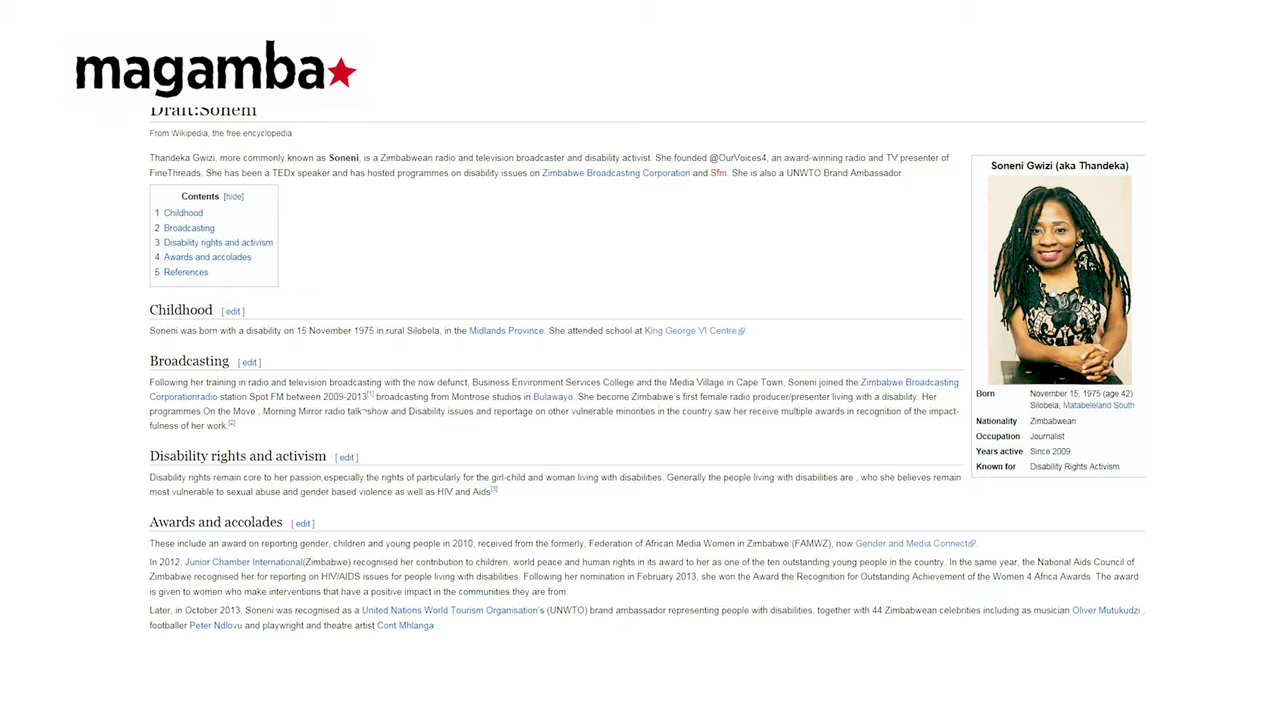 magamba
Draft:Soneni
From Wikipedia, the free encyclopedia
Thandeka Gwizi, more commonly known as Soneni, is a Zimbabwean radio and television broadcaster and disability activist. She founded @OurVoices4, an award-winning radio and TV presenter of
FineThreads. She has been a TEDx speaker and has hosted programmes on disability issues on Zimbabwe Broadcasting Corporation and Sfm. She is also a UNWTO Brand Ambassador.
Contents [hide]
1 Childhood
2 Broadcasting
3 Disability rights and activism
4 Awards and accolades
5 References
Childhood [ edit ]
Soneni was born with a disability on 15 November 1975 in rural Silobela, in the Midlands Province. She attended school at King George VI Centre.
Broadcasting [ edit ]
Following her training in radio and television broadcasting with the now defunct, Business Environment Services College and the Media Village in Cape Town, Soneni joined the Zimbabwe Broadcasting
Corporationradio station Spot FM between 2009-2013[1] broadcasting from Montrose studios in Bulawayo. She become Zimbabwe's first female radio producer/presenter living with a disability. Her
programmes On the Move , Morning Mirror radio talk¬show and Disability issues and reportage on other vulnerable minorities in the country saw her receive multiple awards in recognition of the impact-
fulness of her work.[2]
Disability rights and activism [ edit ]
Disability rights remain core to her passion,especially the rights of particularly for the girl-child and woman living with disabilities. Generally the people living with disabilities are , who she believes remain
most vulnerable to sexual abuse and gender based violence as well as HIV and Aids[3]
Awards and accolades [ edit ]
These include an award on reporting gender, children and young people in 2010, received from the formerly, Federation of African Media Women in Zimbabwe (FAMWZ), now Gender and Media Connect.
In 2012, Junior Chamber International(Zimbabwe) recognised her contribution to children, world peace and human rights in its award to her as one of the ten outstanding young people in the country. In the same year, the National Aids Council of
Zimbabwe recognised her for reporting on HIV/AIDS issues for people living with disabilities. Following her nomination in February 2013, she won the Award the Recognition for Outstanding Achievement of the Women 4 Africa Awards. The award
is given to women who make interventions that have a positive impact in the communities they are from.
Later, in October 2013, Soneni was recognised as a United Nations World Tourism Organisation's (UNWTO) brand ambassador representing people with disabilities. together with 44 Zimbabwean celebrities including as musician Oliver Mutukudzi ,
footballer Peter Ndlovu and playwright and theatre artist Cont Mhlanga .
Soneni Gwizi (aka Thandeka)
Born November 15, 1975 (age 42)
Silobela, Matabeleland South
Nationality Zimbabwean
Occupation Journalist
Years active Since 2009
Known for Disability Rights Activism